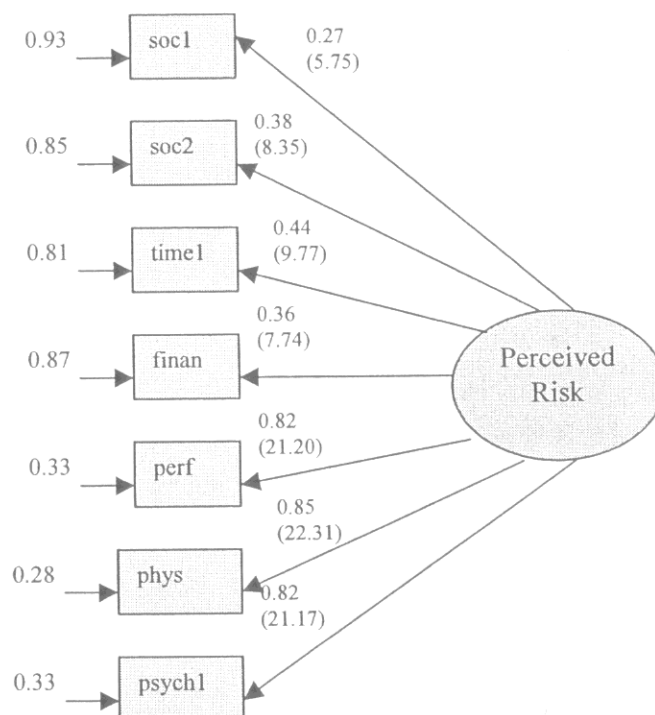 0.93
soc1
0.27
(5.75)
0.85
soc2
0.38
(8.35)
0.81
time1
0.44
(9.77)
0.87
finan
0.36
(7.74)
Perceived
Risk
0.33
perf
0.82
(21.20)
0.28
phys
0.85
(22.31)
0.33
psych1
0.82
(21.17)